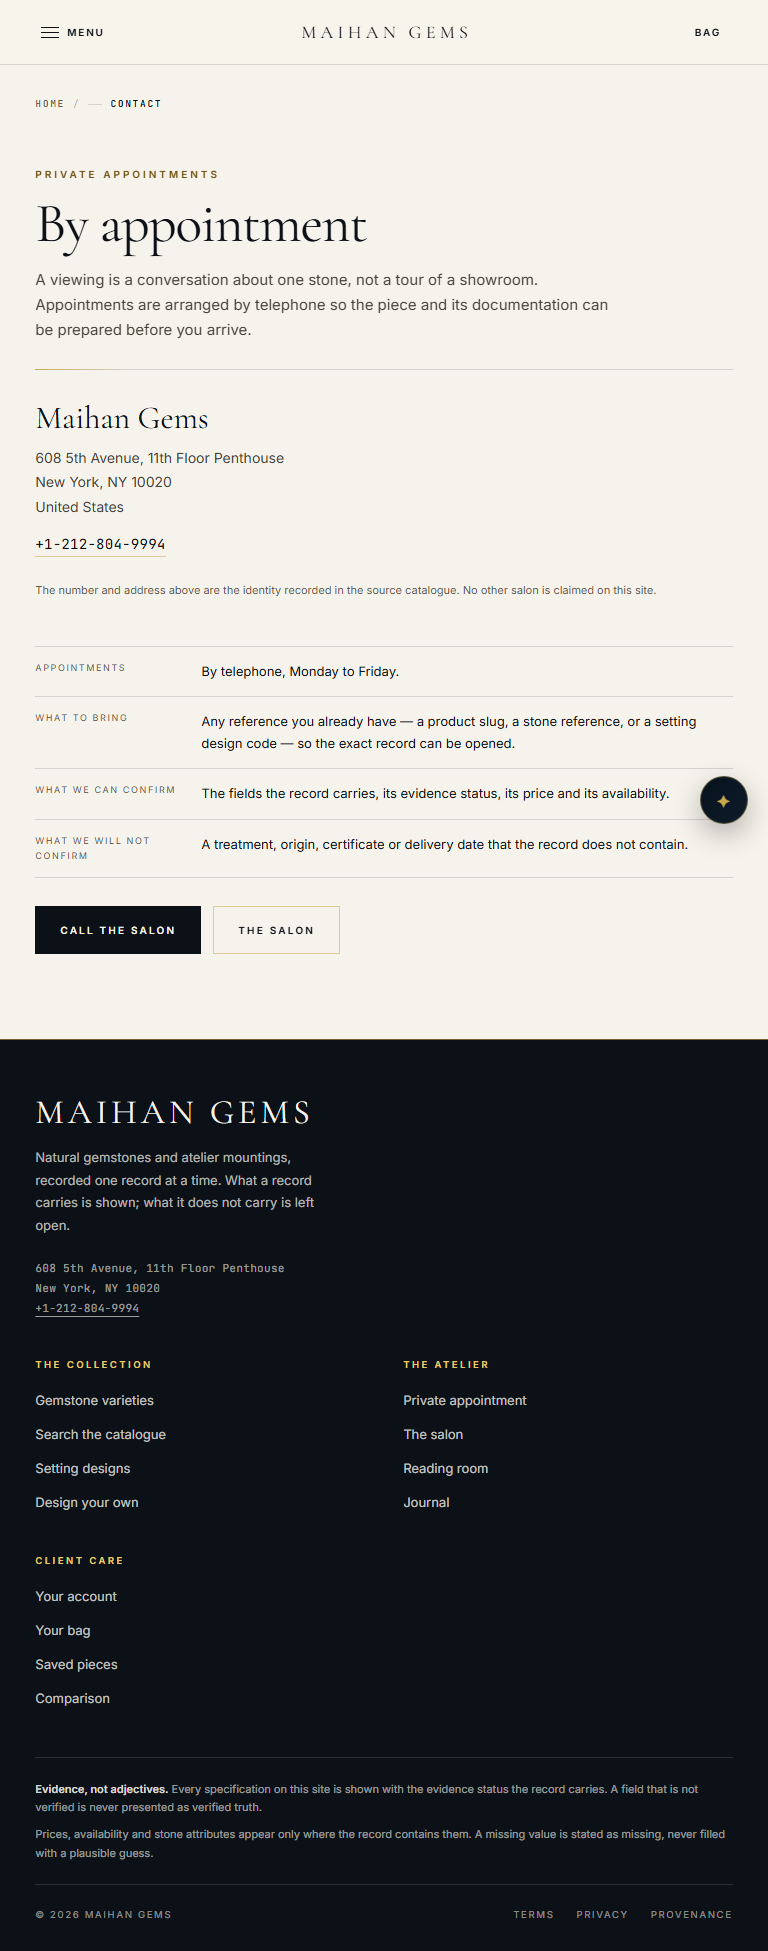 MENU
MAIHAN GEMS
BAG
HOME / — CONTACT
PRIVATE APPOINTMENTS
By appointment
A viewing is a conversation about one stone, not a tour of a showroom.
Appointments are arranged by telephone so the piece and its documentation can
be prepared before you arrive.
Maihan Gems
608 5th Avenue, 11th Floor Penthouse
New York, NY 10020
United States
+1-212-804-9994
The number and address above are the identity recorded in the source catalogue. No other salon is claimed on this site.
APPOINTMENTS
By telephone, Monday to Friday.
WHAT TO BRING
Any reference you already have — a product slug, a stone reference, or a setting
design code — so the exact record can be opened.
WHAT WE CAN CONFIRM
The fields the record carries, its evidence status, its price and its availability.
WHAT WE WILL NOT
CONFIRM
A treatment, origin, certificate or delivery date that the record does not contain.
CALL THE SALON
THE SALON
MAIHAN GEMS
Natural gemstones and atelier mountings,
recorded one record at a time. What a record
carries is shown; what it does not carry is left
open.
608 5th Avenue, 11th Floor Penthouse
New York, NY 10020
+1-212-804-9994
THE COLLECTION
Gemstone varieties
Search the catalogue
Setting designs
Design your own
THE ATELIER
Private appointment
The salon
Reading room
Journal
CLIENT CARE
Your account
Your bag
Saved pieces
Comparison
Evidence, not adjectives. Every specification on this site is shown with the evidence status the record carries. A field that is not
verified is never presented as verified truth.
Prices, availability and stone attributes appear only where the record contains them. A missing value is stated as missing, never filled
with a plausible guess.
© 2026 MAIHAN GEMS
TERMS
PRIVACY
PROVENANCE